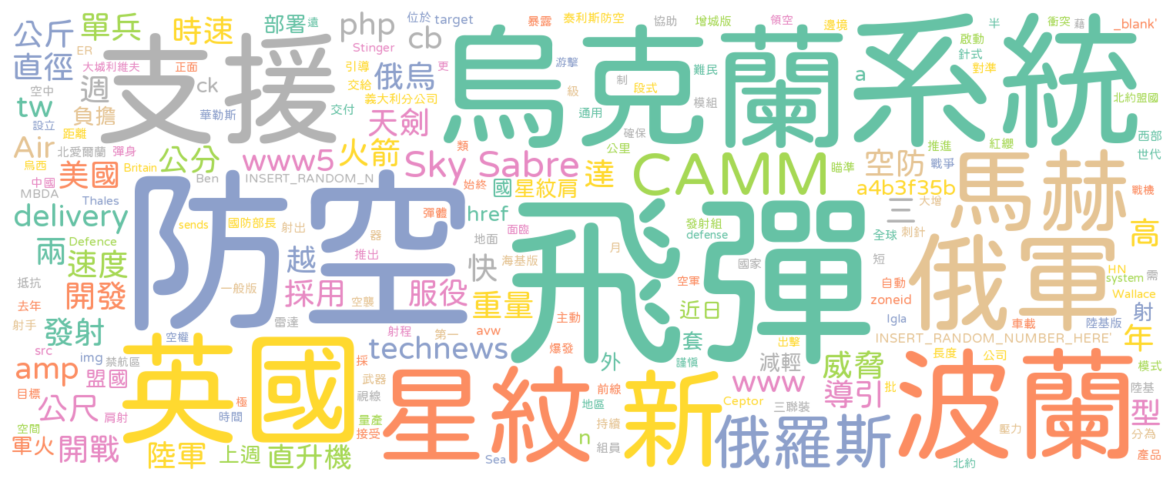 支援
烏克蘭
系統
防空
飛彈
英國
星紋
新
波蘭
俄軍
馬赫
俄羅斯
CAMM
Sky Sabre
公斤
直徑
單兵
時速
部署
遠
php
cb
位於
target
暴露
泰利斯防空
協助
增城版
領空
邊境
半
衝突
藉
_blank'
ER
空中
大城利維夫
正面
Stinger
引導
交給
更
俄烏
游擊
難民
a
啟動
針式
對準
tw
設立
週
ck
負擔
華勒斯
交付
義大利分公司
級
制
段式
模組
通用
確保
北約盟國
西部
世代
Air
距離
北愛爾蘭
彈身
天劍
類
公里
推進
紅纓
烏西
Britain
公分
www5
火箭
空防
戰爭
美國
中國
MBDA
Thales
Ben
INSERT_RANDOM_N
始終
國
星紋肩
達
瞄準
a4b3f35b
大增
戰機
delivery
sends
國防部長
射出
彈體
href
面臨
發射組
defense
三
刺針
全球
高
兩
Defence
速度
器
地面
越
推出
快
海基版
月
國家
短
HN
system
需
抵抗
開發
一般版
空襲
採用
服役
重量
空軍
近日
自動
zoneid
Igla
Wallace
去年
射手
發射
雷達
射程
第一
主動
套
車載
陸基版
射
年
空權
avw
出擊
INSERT_RANDOM_NUMBER_HERE'
src
img
禁航區
technews
爆發
謹慎
外
減輕
威脅
長度
公司
模式
amp
目標
盟國
極
採
武器
視線
前線
www
導引
批
陸基
公尺
肩射
時間
量產
地區
Ceptor
三聯裝
型
空間
接受
持續
壓力
分為
軍火
開戰
陸軍
上週
直升機
Sea
n
組員
北約
產品